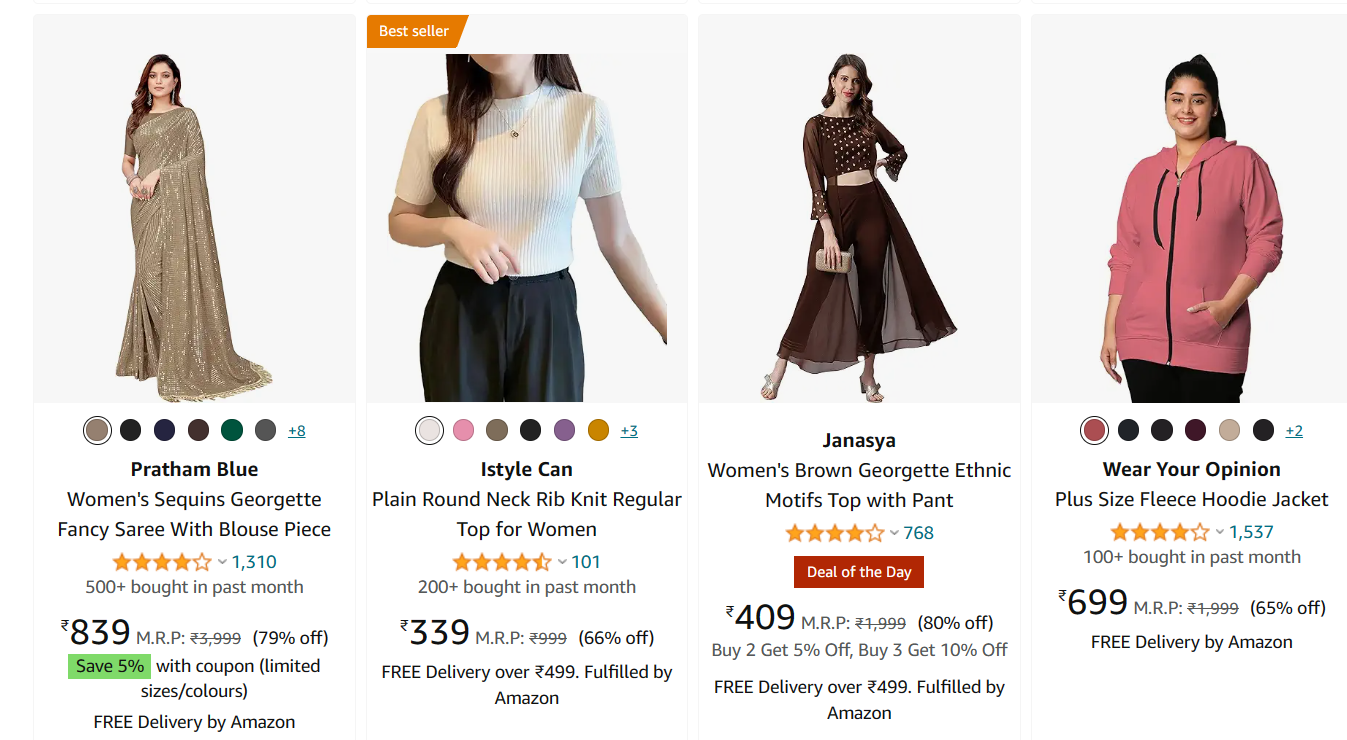 Best seller
+8
Pratham Blue
Women's Sequins Georgette
Fancy Saree With Blouse Piece
1,310
500+ bought in past month
₹839 M.R.P: ₹3,999 (79% off)
Save 5% with coupon (limited
sizes/colours)
FREE Delivery by Amazon
+3
Istyle Can
Plain Round Neck Rib Knit Regular
Top for Women
101
200+ bought in past month
₹339 M.R.P: ₹999 (66% off)
FREE Delivery over ₹499. Fulfilled by
Amazon
Janasya
Women's Brown Georgette Ethnic
Motifs Top with Pant
768
Deal of the Day
₹409 M.R.P: ₹1,999 (80% off)
Buy 2 Get 5% Off, Buy 3 Get 10% Off
FREE Delivery over ₹499. Fulfilled by
Amazon
+2
Wear Your Opinion
Plus Size Fleece Hoodie Jacket
1,537
100+ bought in past month
₹699 M.R.P: ₹1,999 (65% off)
FREE Delivery by Amazon